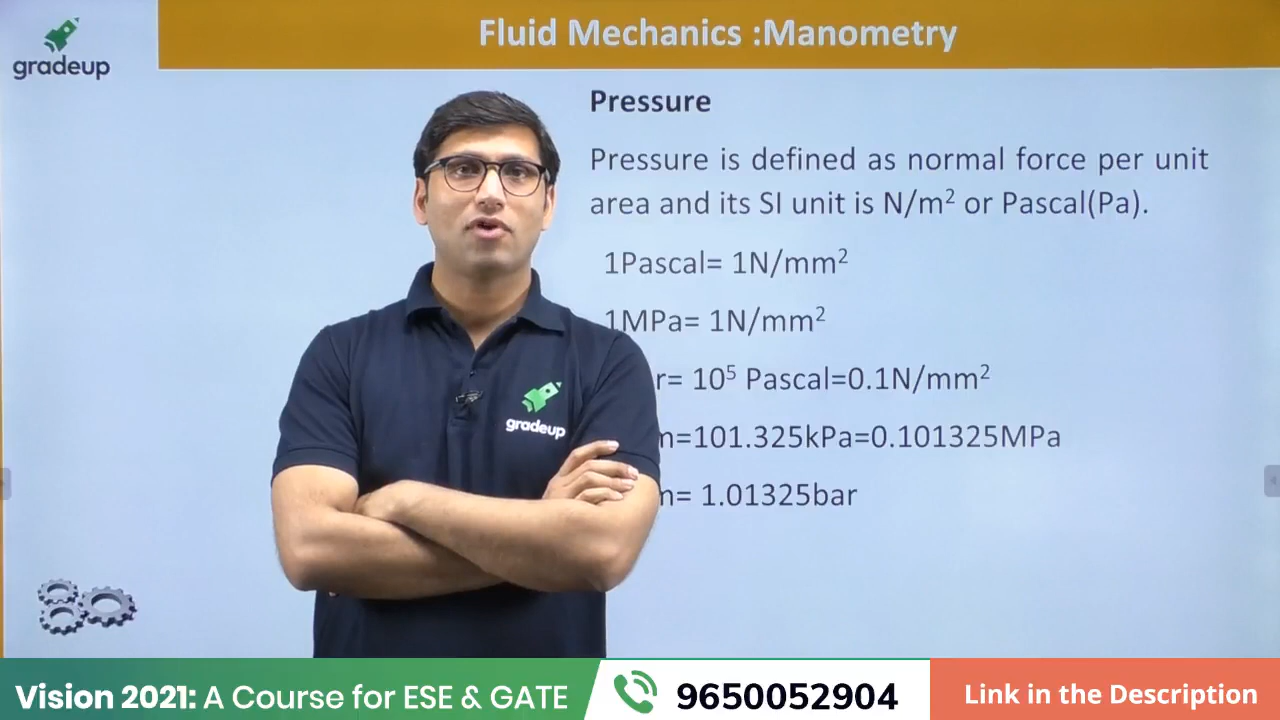 gradeup
Fluid Mechanics :Manometry
Pressure
Pressure is defined as normal force per unit
area and its SI unit is N/m²  or Pascal(Pa).
1Pascal= 1N/mm²
1MPa= 1N/mm²
r= 10⁵ Pascal=0.1N/mm²
m=101.325kPa=0.101325MPa
m= 1.01325bar
gradeup
Vision 2021: A Course for ESE & GATE
9650052904
Link in the Description